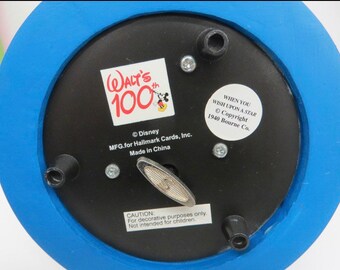 WALT'S
100th
WHEN YOU
WISH UPON A STAR
© Copyright
1940 Bourne Co.
© Disney
MFG. for Hallmark Cards, Inc.
Made in China
CAUTION:
For decorative purposes only.
Not intended for children.